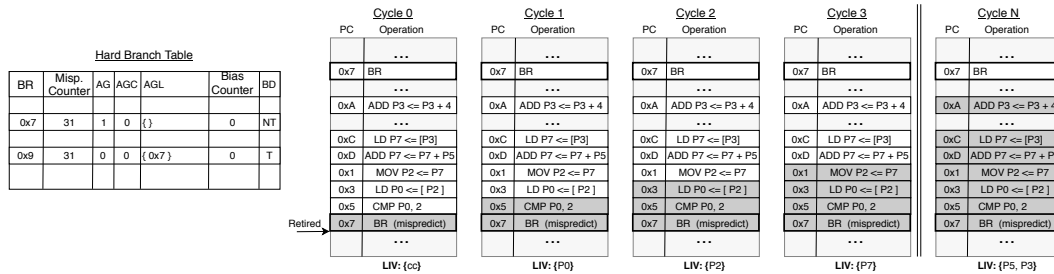 Hard Branch Table
BR Misp. Counter AG AGC AGL Bias Counter BD
0x7 31 1 0 { } 0 NT
0x9 31 0 0 { 0x7 } 0 T
Retired
Cycle 0
PC Operation
...
0x7 BR
...
0xA ADD P3 <= P3 + 4
...
0xC LD P7 <= [P3]
0xD ADD P7 <= P7 + P5
0x1 MOV P2 <= P7
0x3 LD P0 <= [ P2 ]
0x5 CMP P0, 2
0x7 BR (mispredict)
...
LIV: {cc}
Cycle 1
PC Operation
...
0x7 BR
...
0xA ADD P3 <= P3 + 4
...
0xC LD P7 <= [P3]
0xD ADD P7 <= P7 + P5
0x1 MOV P2 <= P7
0x3 LD P0 <= [ P2 ]
0x5 CMP P0, 2
0x7 BR (mispredict)
...
LIV: {P0}
Cycle 2
PC Operation
...
0x7 BR
...
0xA ADD P3 <= P3 + 4
...
0xC LD P7 <= [P3]
0xD ADD P7 <= P7 + P5
0x1 MOV P2 <= P7
0x3 LD P0 <= [ P2 ]
0x5 CMP P0, 2
0x7 BR (mispredict)
...
LIV: {P2}
Cycle 3
PC Operation
...
0x7 BR
...
0xA ADD P3 <= P3 + 4
...
0xC LD P7 <= [P3]
0xD ADD P7 <= P7 + P5
0x1 MOV P2 <= P7
0x3 LD P0 <= [ P2 ]
0x5 CMP P0, 2
0x7 BR (mispredict)
...
LIV: {P7}
Cycle N
PC Operation
...
0x7 BR
...
0xA ADD P3 <= P3 + 4
...
0xC LD P7 <= [P3]
0xD ADD P7 <= P7 + P
0x1 MOV P2 <= P7
0x3 LD P0 <= [ P2 ]
0x5 CMP P0, 2
0x7 BR (mispredict)
...
LIV: {P5, P3}